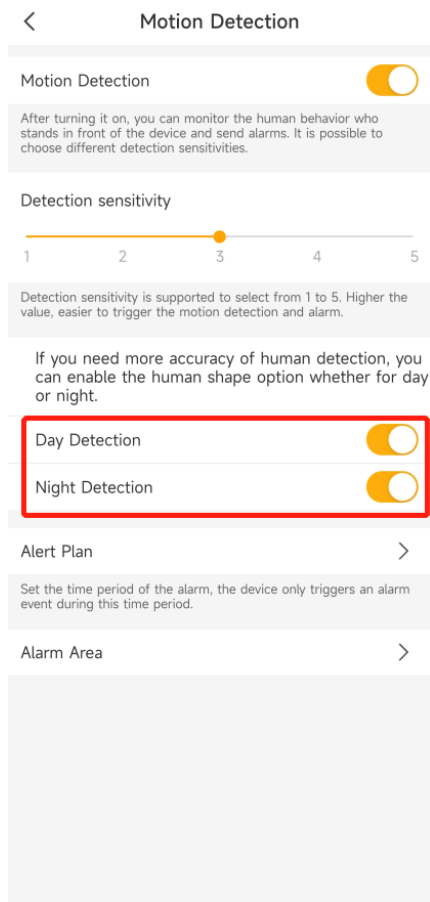 Motion Detection
Motion Detection
After turning it on, you can monitor the human behavior who
stands in front of the device and send alarms. It is possible to
choose different detection sensitivities.
Detection sensitivity
1 2 3 4 5
Detection sensitivity is supported to select from 1 to 5. Higher the
value, easier to trigger the motion detection and alarm.
If you need more accuracy of human detection, you
can enable the human shape option whether for day
or night.
Day Detection
Night Detection
Alert Plan
Set the time period of the alarm, the device only triggers an alarm
event during this time period.
Alarm Area